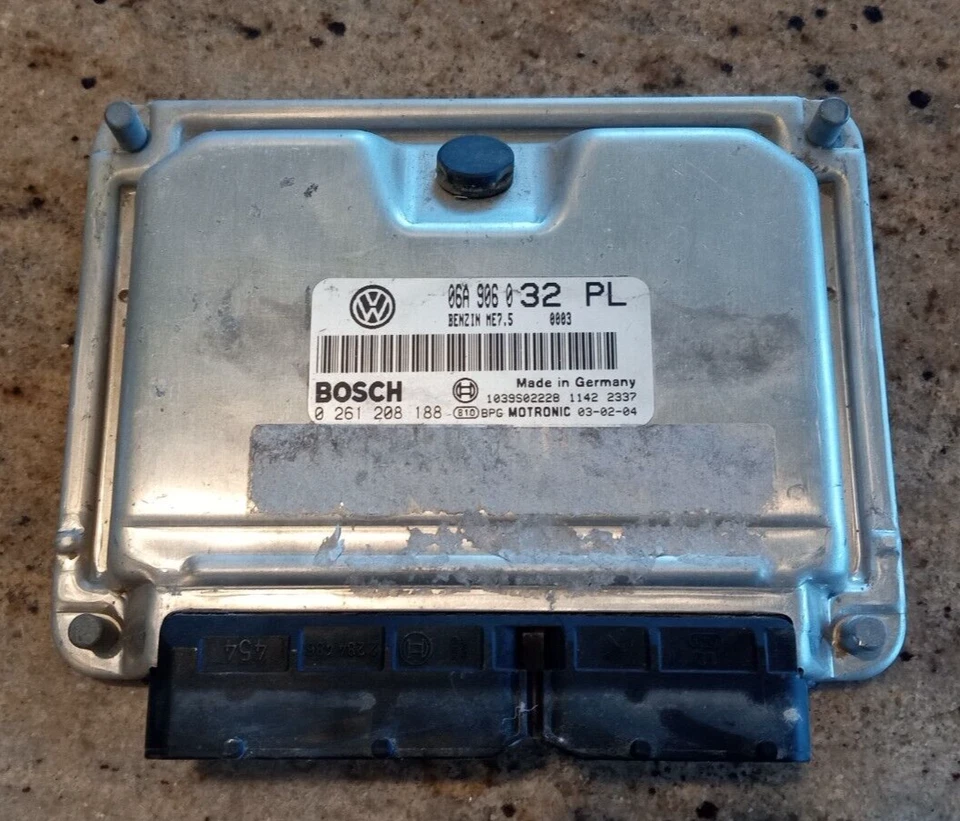 06A 906 032 PL
BENZIN ME7.5 0003
BOSCH Made in Germany
1039S02228 1142 2337
0 261 208 188 810 BPG MOTRONIC 03-02-04
454